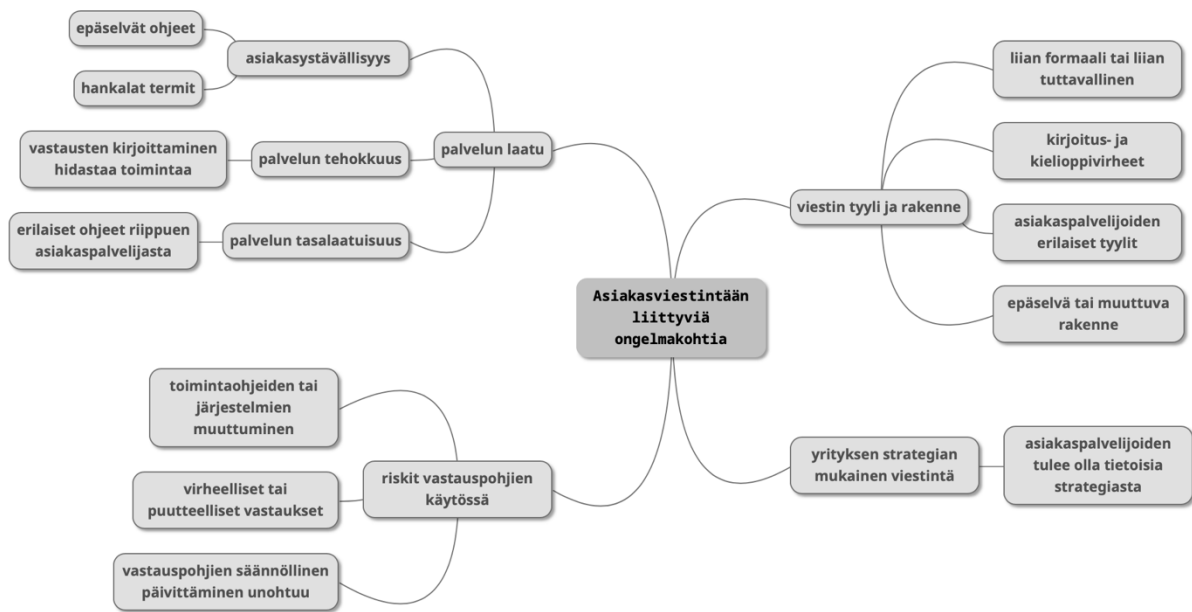 epäselvät ohjeet
asiakasystävällisyys
hankalat termit
vastausten kirjoittaminen
hidastaa toimintaa
palvelun tehokkuus
palvelun laatu
erilaiset ohjeet riippuen
asiakaspalvelijasta
palvelun tasalaatuisuus
liian formaali tai liian
tuttavallinen
kirjoitus- ja
kielioppivirheet
viestin tyyli ja rakenne
asiakaspalvelijoiden
erilaiset tyylit
epäselvä tai muuttuva
rakenne
Asiakasviestintään
liittyviä
ongelmakohtia
toimintaohjeiden tai
järjestelmien
muuttuminen
virheelliset tai
puutteelliset vastaukset
riskit vastauspohjien
käytössä
vastauspohjien säännöllinen
päivittäminen unohtuu
yrityksen strategian
mukainen viestintä
asiakaspalvelijoiden
tulee olla tietoisia
strategiasta